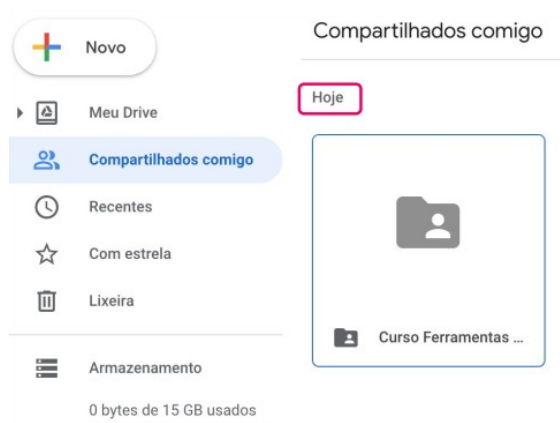 Novo
Meu Drive
Compartilhados comigo
Recentes
Com estrela
Lixeira
Armazenamento
0 bytes de 15 GB usados
Compartilhados comigo
Hoje
Curso Ferramentas ...